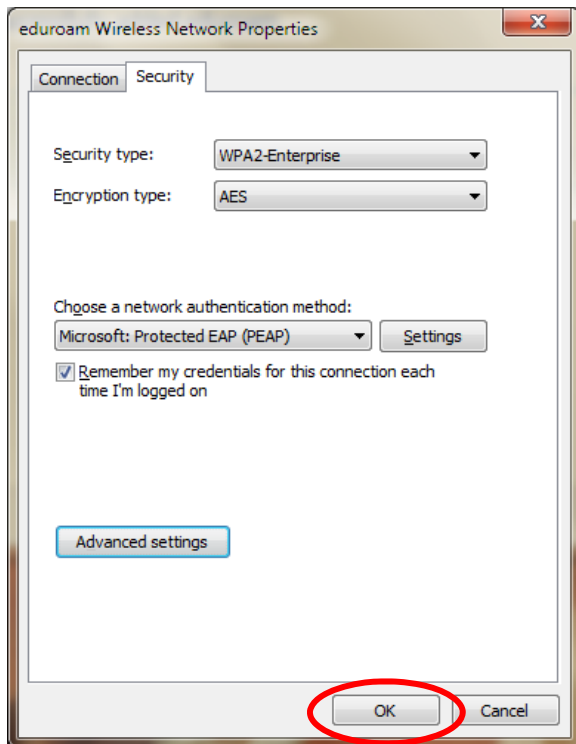 eduroam Wireless Network Properties
Connection Security
Security type: WPA2-Enterprise
Encryption type: AES
Choose a network authentication method:
Microsoft: Protected EAP (PEAP) Settings
Remember my credentials for this connection each
time I'm logged on
Advanced settings
OK Cancel